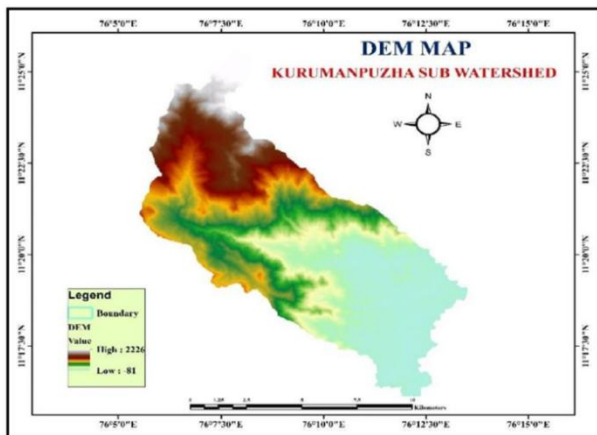 76°5'0"E 76°7'30"E 76°10'0"E 76°12'30"E 76°15'0"E
DEM MAP
KURUMANPUZHA SUB WATERSHED
N
W E
S
11°25'0"N 11°25'0"N
11°22'30"N 11°22'30"N
11°20'0"N 11°20'0"N
11°17'30"N 11°17'30"N
Legend
Boundary
DEM
Value
High : 2226
Low : -81
Kilometers
76°5'0"E 76°7'30"E 76°10'0"E 76°12'30"E 76°15'0"E